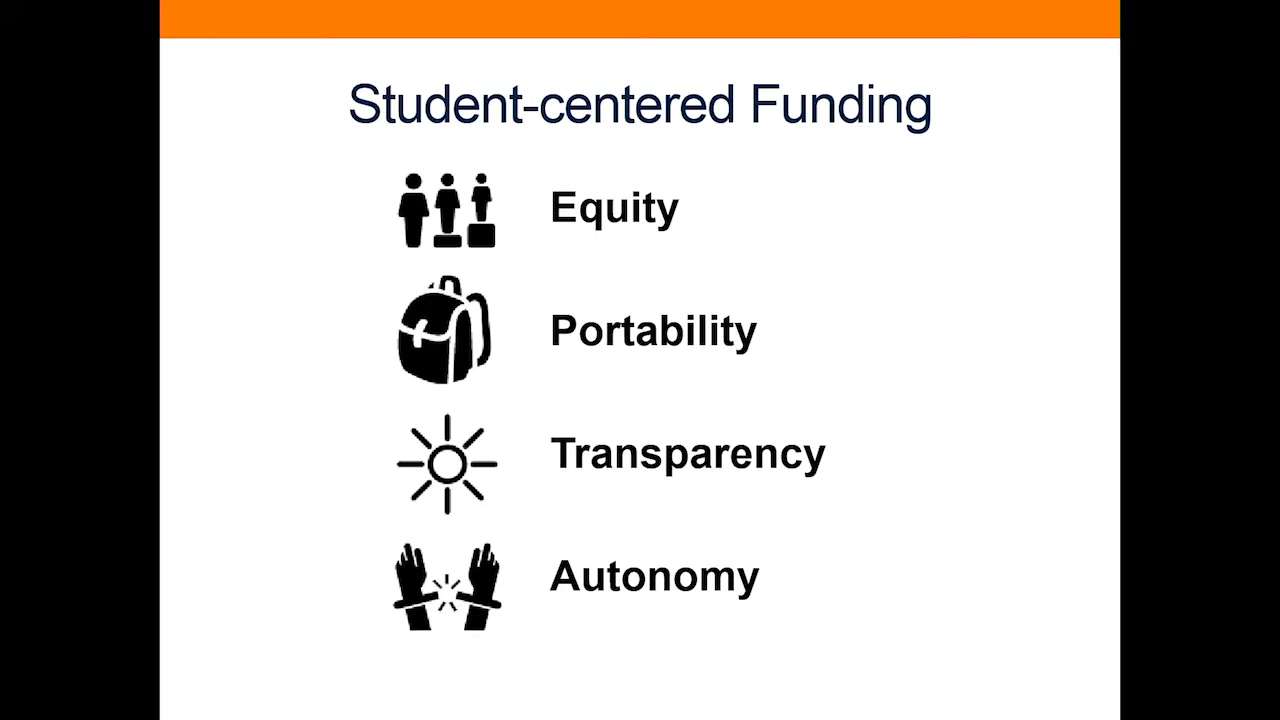 Student-centered Funding
Equity
Portability
Transparency
Autonomy